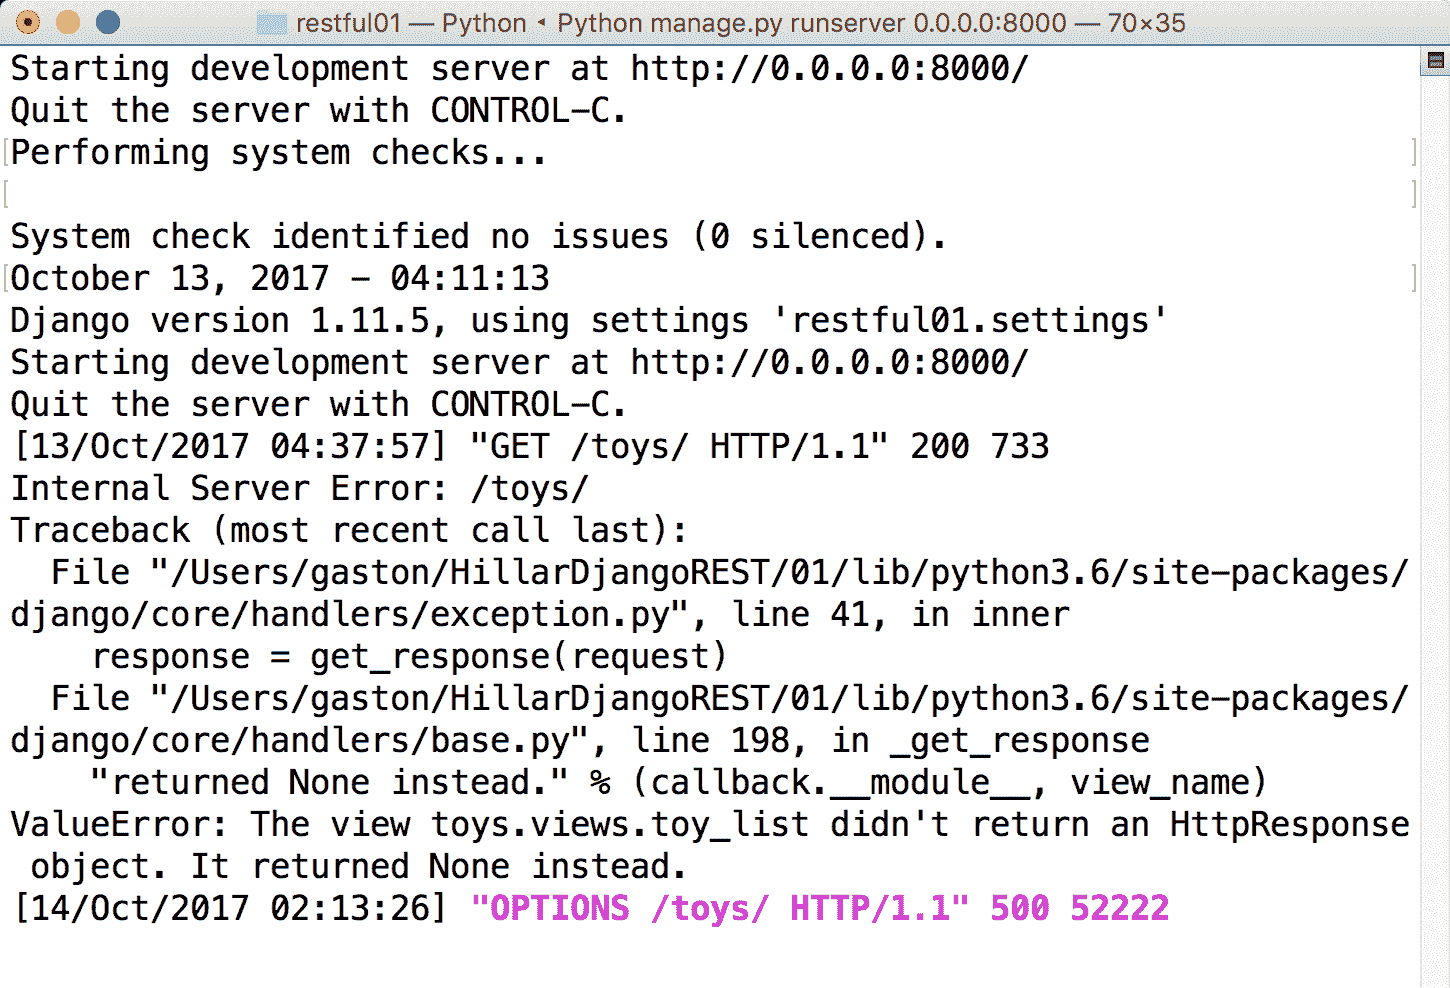 restful01 — Python ◂ Python manage.py runserver 0.0.0.0:8000 — 70×35
Starting development server at http://0.0.0.0:8000/
Quit the server with CONTROL-C.
[Performing system checks... ]
[ ]
System check identified no issues (0 silenced).
[October 13, 2017 - 04:11:13 ]
Django version 1.11.5, using settings 'restful01.settings'
Starting development server at http://0.0.0.0:8000/
Quit the server with CONTROL-C.
[13/Oct/2017 04:37:57] "GET /toys/ HTTP/1.1" 200 733
Internal Server Error: /toys/
Traceback (most recent call last):
  File "/Users/gaston/HillarDjangoREST/01/lib/python3.6/site-packages/
django/core/handlers/exception.py", line 41, in inner
    response = get_response(request)
  File "/Users/gaston/HillarDjangoREST/01/lib/python3.6/site-packages/
django/core/handlers/base.py", line 198, in _get_response
    "returned None instead." % (callback.__module__, view_name)
ValueError: The view toys.views.toy_list didn't return an HttpResponse
 object. It returned None instead.
[14/Oct/2017 02:13:26] "OPTIONS /toys/ HTTP/1.1" 500 52222